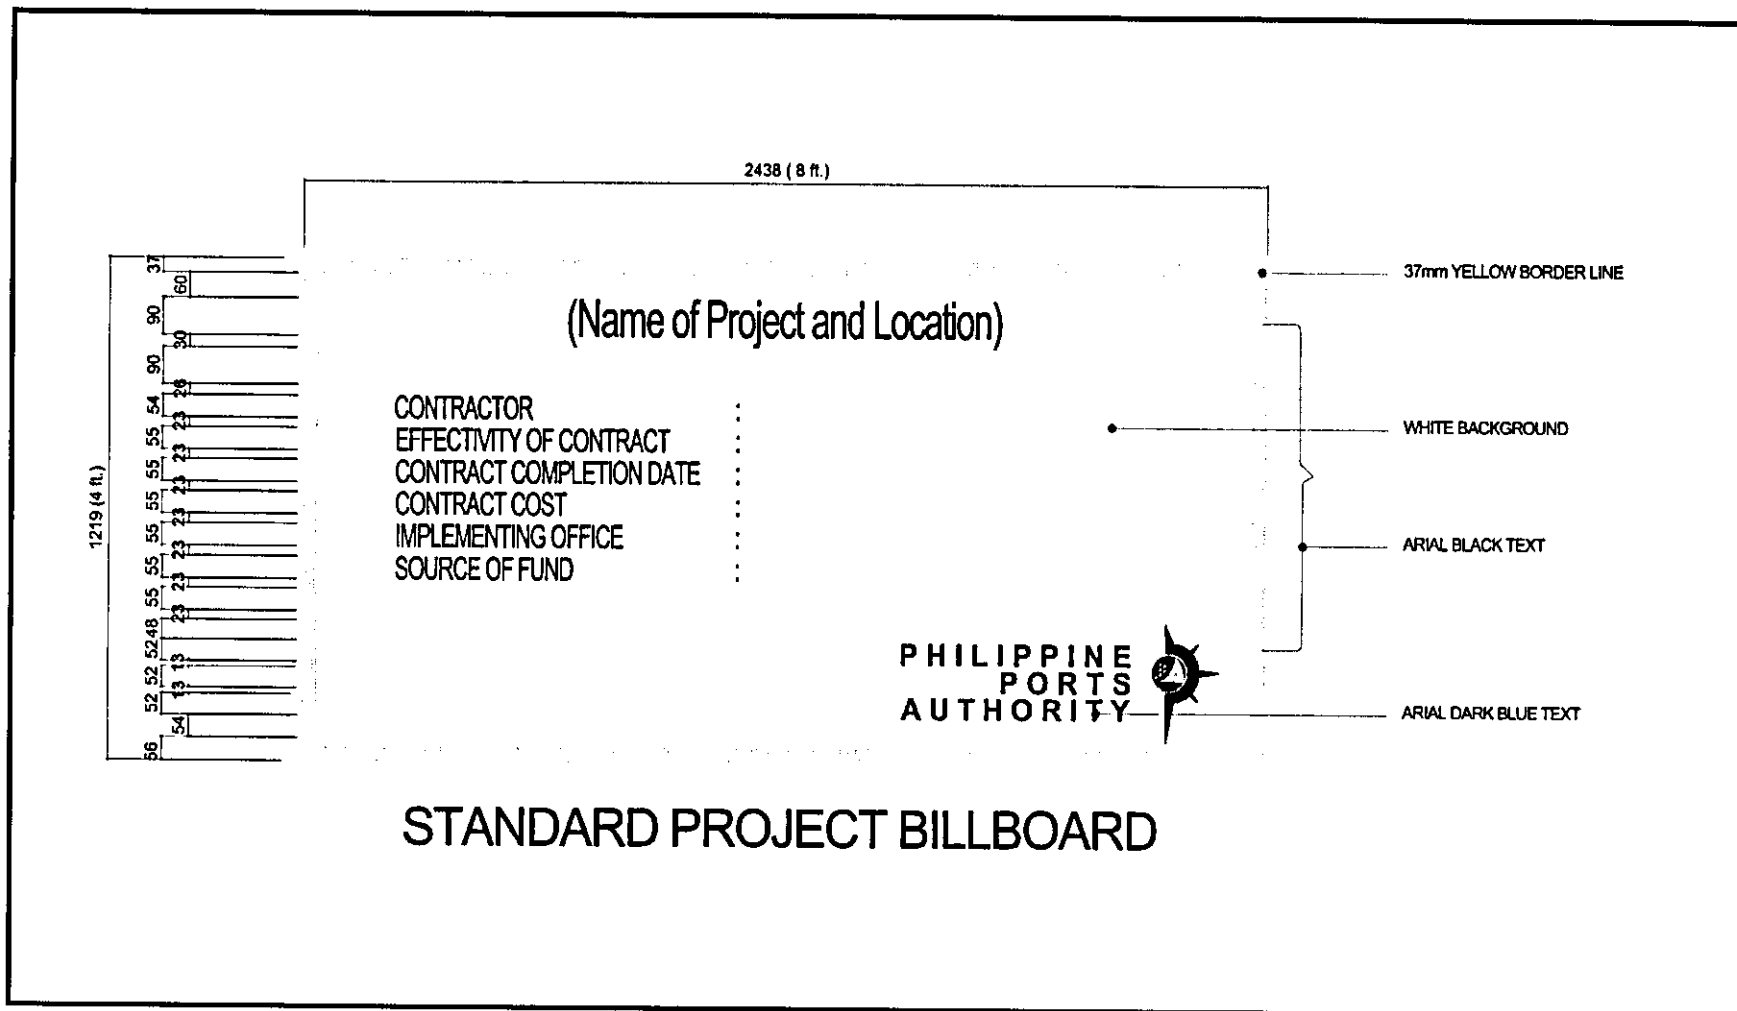 2438 ( 8 ft.)
37
60
90
30
90
26
54
23
55
23
55
23
55
23
55
23
55
23
55
23
48
52
13
52
13
52
54
56
1219 (4 ft.)
(Name of Project and Location)
CONTRACTOR :
EFFECTIVITY OF CONTRACT :
CONTRACT COMPLETION DATE :
CONTRACT COST :
IMPLEMENTING OFFICE :
SOURCE OF FUND :
PHILIPPINE
PORTS
AUTHORITY
37mm YELLOW BORDER LINE
WHITE BACKGROUND
ARIAL BLACK TEXT
ARIAL DARK BLUE TEXT
STANDARD PROJECT BILLBOARD